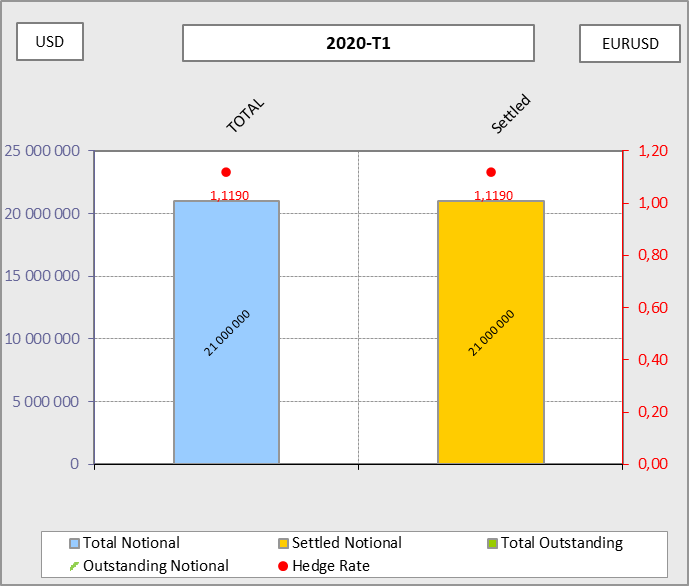 USD
2020-T1
EURUSD
TOTAL
Settled
25 000 000
1,20
1,1190
1,1190
20 000 000
1,00
0,80
15 000 000
21 000 000
21 000 000
0,60
10 000 000
0,40
5 000 000
0,20
0
0,00
Total Notional
Settled Notional
Total Outstanding
Outstanding Notional
Hedge Rate